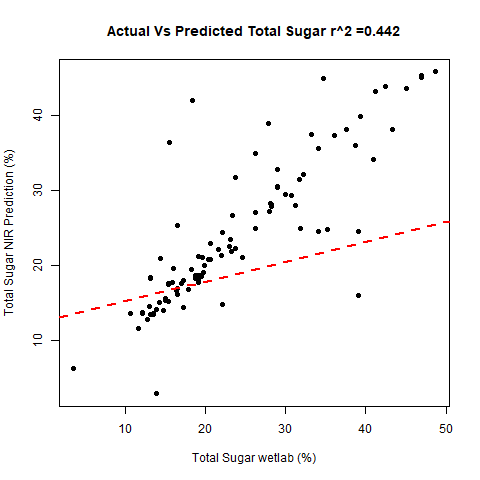 Actual Vs Predicted Total Sugar r^2 =0.442
Total Sugar NIR Prediction (%)
40
30
20
10
10 20 30 40 50
Total Sugar wetlab (%)